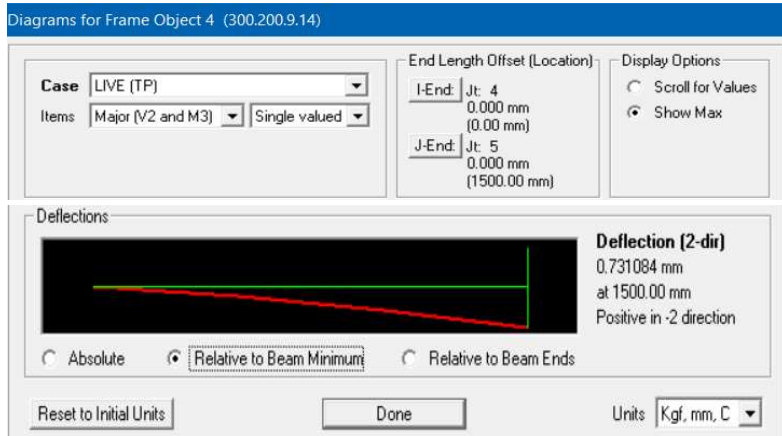 Diagrams for Frame Object 4 (300.200.9.14)
Case LIVE (TP)
Items Major (V2 and M3) Single valued
End Length Offset (Location)
I-End: Jt: 4
0.000 mm
(0.00 mm)
J-End: Jt: 5
0.000 mm
(1500.00 mm)
Display Options
Scroll for Values
Show Max
Deflections
Deflection (2-dir)
0.731084 mm
at 1500.00 mm
Positive in -2 direction
Absolute Relative to Beam Minimum Relative to Beam Ends
Reset to Initial Units Done Units Kgf, mm, C